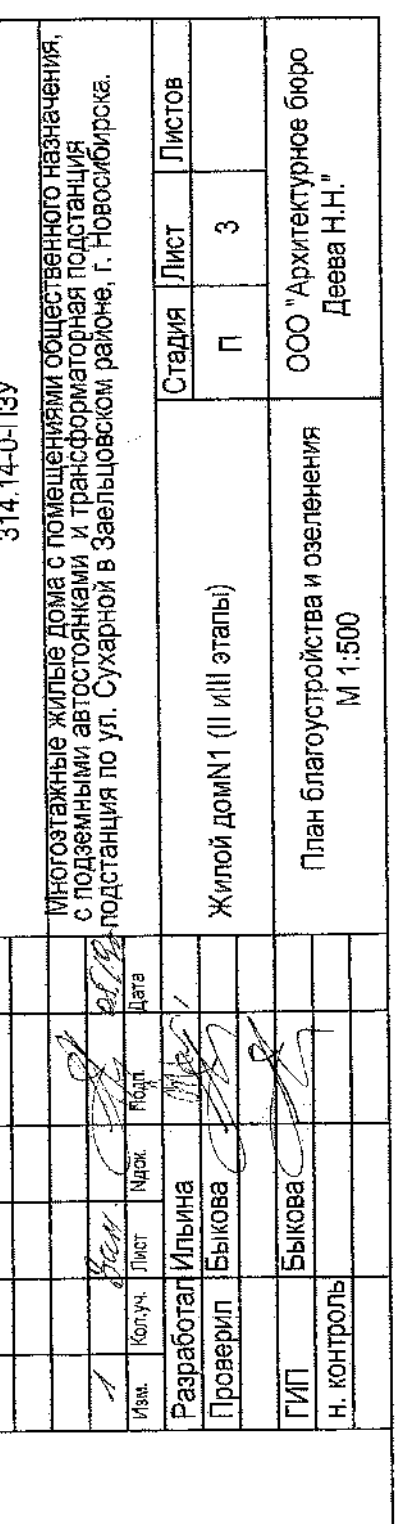 314.14-0-ПЗУ
Многоэтажные жилые дома с помещениями общественного назначения,
с подземными автостоянками и трансформаторная подстанция
подстанция по ул. Сухарной в Заельцовском районе, г. Новосибирска.
1 Зам.
Изм. Кол.уч. Лист Nдок. Подп. Дата
Разработал Ильина
Проверил Быкова
ГИП Быкова
Н. контроль
Жилой домN1 (II иIII этапы)
Стадия Лист Листов
П 3
План благоустройства и озеленения
М 1:500
ООО "Архитектурное бюро
Деева Н.Н."